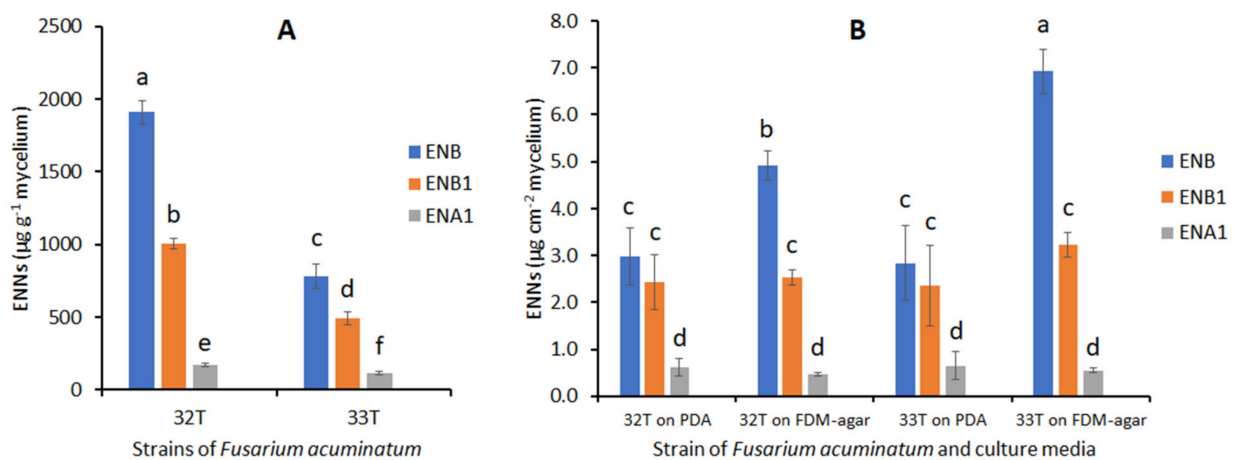 A
ENNs (µg g⁻¹ mycelium)
2500
2000
1500
1000
500
0
a
b
c
d
e
f
ENB
ENB1
ENA1
32T
33T
Strains of Fusarium acuminatum
B
ENNs (µg cm⁻² mycelium)
8.0
7.0
6.0
5.0
4.0
3.0
2.0
1.0
0.0
c
c
d
b
c
d
c
c
d
a
c
d
ENB
ENB1
ENA1
32T on PDA
32T on FDM-agar
33T on PDA
33T on FDM-agar
Strain of Fusarium acuminatum and culture media